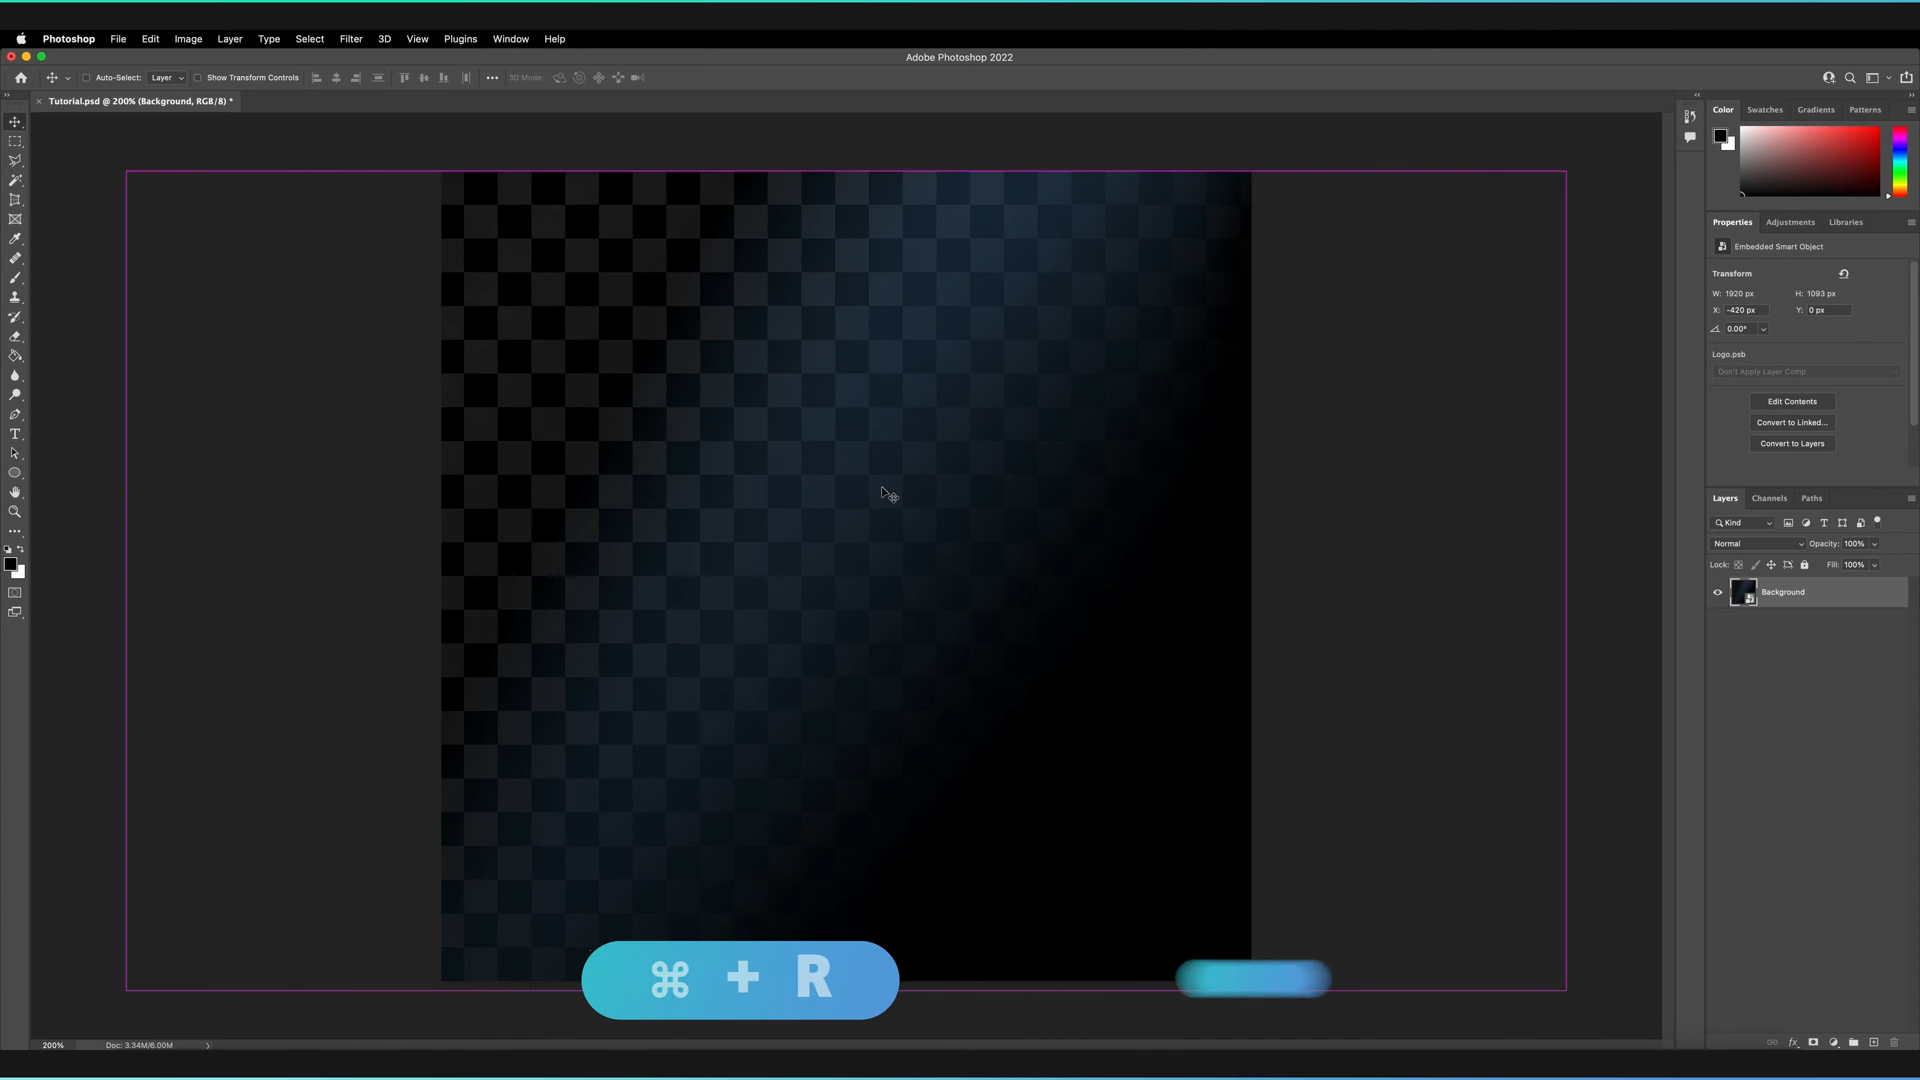 Photoshop File Edit Image Layer Type Select Filter 3D View Plugins Window Help
Adobe Photoshop 2022
Auto-Select: Layer Show Transform Controls 3D Mode:
Tutorial.psd @ 200% (Background, RGB/8) *
Color Swatches Gradients Patterns
Properties Adjustments Libraries
Embedded Smart Object
Transform
W: 1920 px H: 1093 px
X: -420 px Y: 0 px
0.00°
Logo.psb
Don't Apply Layer Comp
Edit Contents
Convert to Linked...
Convert to Layers
Layers Channels Paths
Kind
Normal Opacity: 100%
Lock: Fill: 100%
Background
⌘ + R
200% Doc: 3.34M/6.00M